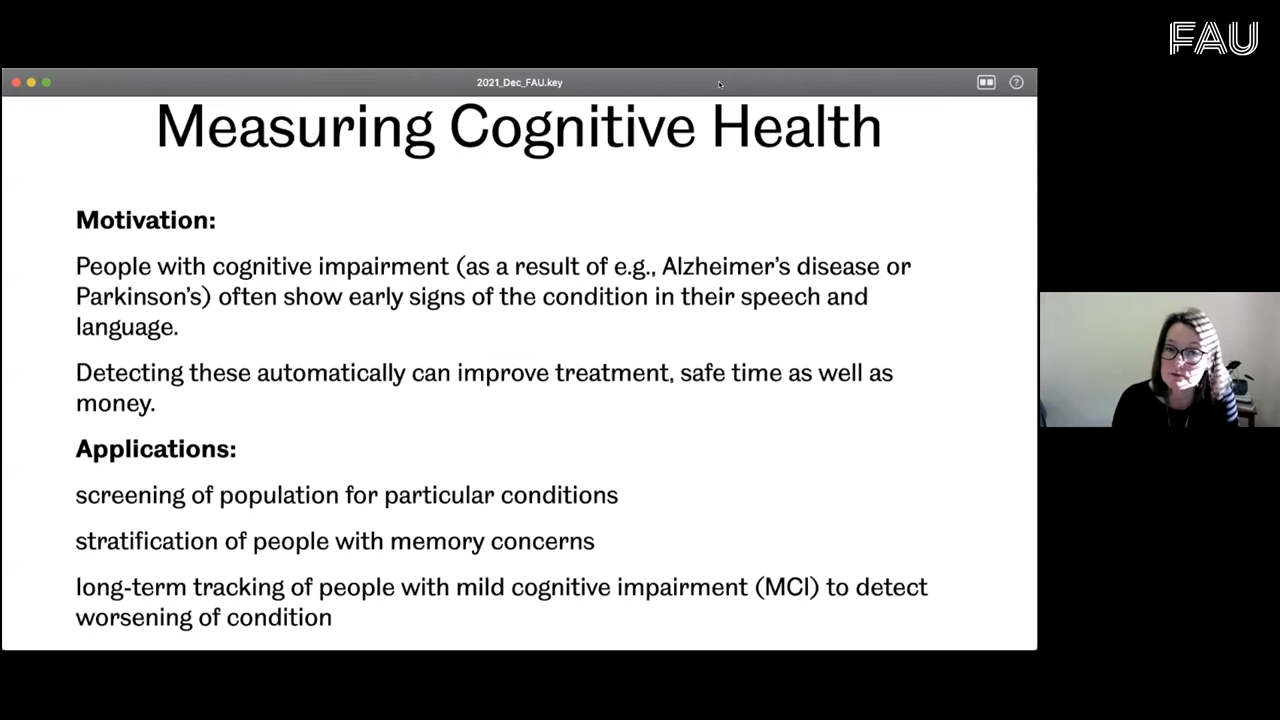 FAU
2021_Dec_FAU.key
?
Measuring Cognitive Health
Motivation:
People with cognitive impairment (as a result of e.g., Alzheimer's disease or
Parkinson's) often show early signs of the condition in their speech and
language.
Detecting these automatically can improve treatment, safe time as well as
money.
Applications:
screening of population for particular conditions
stratification of people with memory concerns
long-term tracking of people with mild cognitive impairment (MCI) to detect
worsening of condition